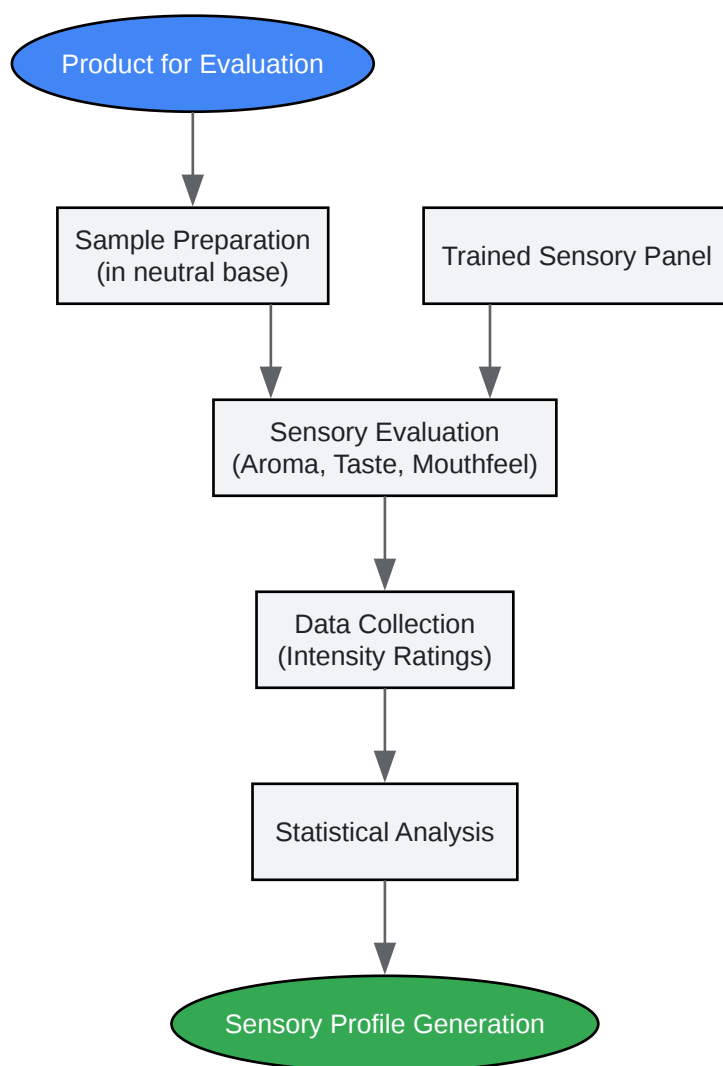 Product for Evaluation
Sample Preparation
(in neutral base)
Trained Sensory Panel
Sensory Evaluation
(Aroma, Taste, Mouthfeel)
Data Collection
(Intensity Ratings)
Statistical Analysis
Sensory Profile Generation